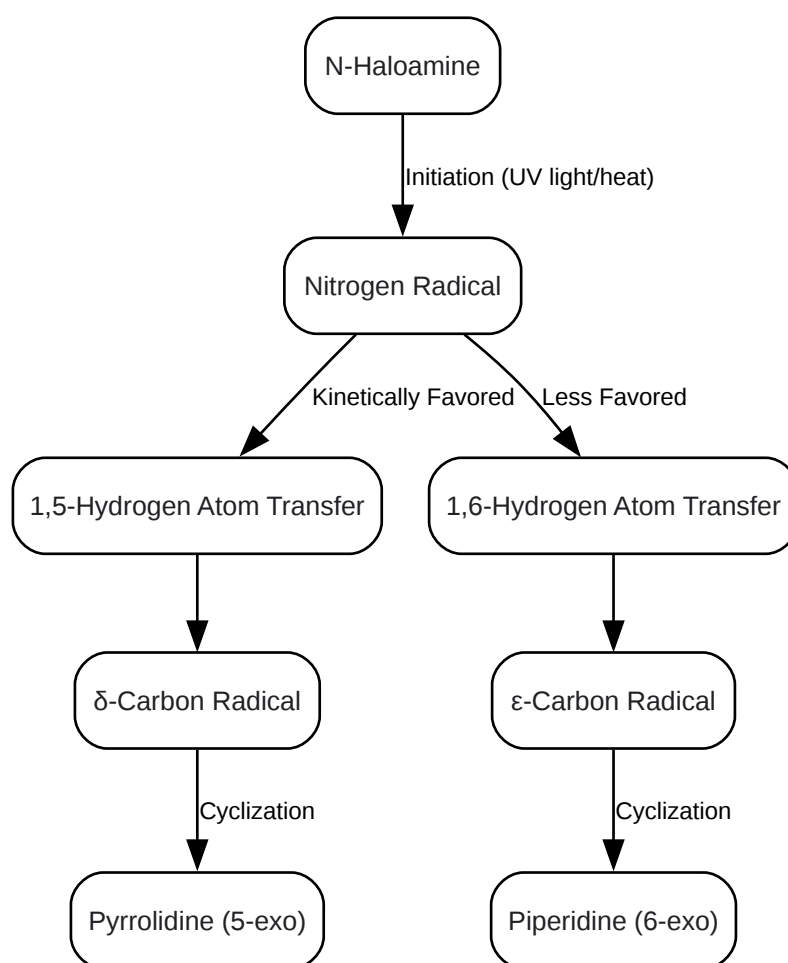 N-Haloamine
Initiation (UV light/heat)
Nitrogen Radical
Kinetically Favored
Less Favored
1,5-Hydrogen Atom Transfer
1,6-Hydrogen Atom Transfer
δ-Carbon Radical
ε-Carbon Radical
Cyclization
Cyclization
Pyrrolidine (5-exo)
Piperidine (6-exo)